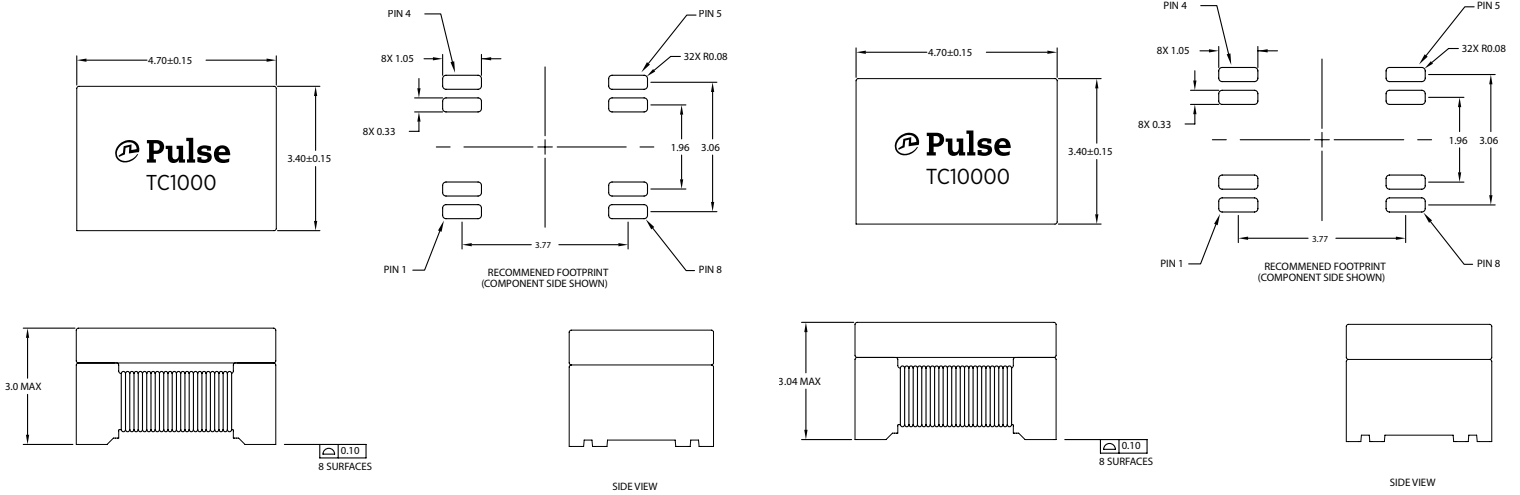 PIN 4
PIN 5
4.70±0.15
8X 1.05
32X R0.08
8X 0.33
Pulse
TC1000
3.40±0.15
1.96
3.06
3.77
PIN 1
PIN 8
RECOMMENED FOOTPRINT
(COMPONENT SIDE SHOWN)
3.0 MAX
0.10
8 SURFACES
SIDE VIEW
PIN 4
PIN 5
4.70±0.15
8X 1.05
32X R0.08
8X 0.33
Pulse
TC10000
3.40±0.15
1.96
3.06
3.77
PIN 1
PIN 8
RECOMMENED FOOTPRINT
(COMPONENT SIDE SHOWN)
3.04 MAX
0.10
8 SURFACES
SIDE VIEW